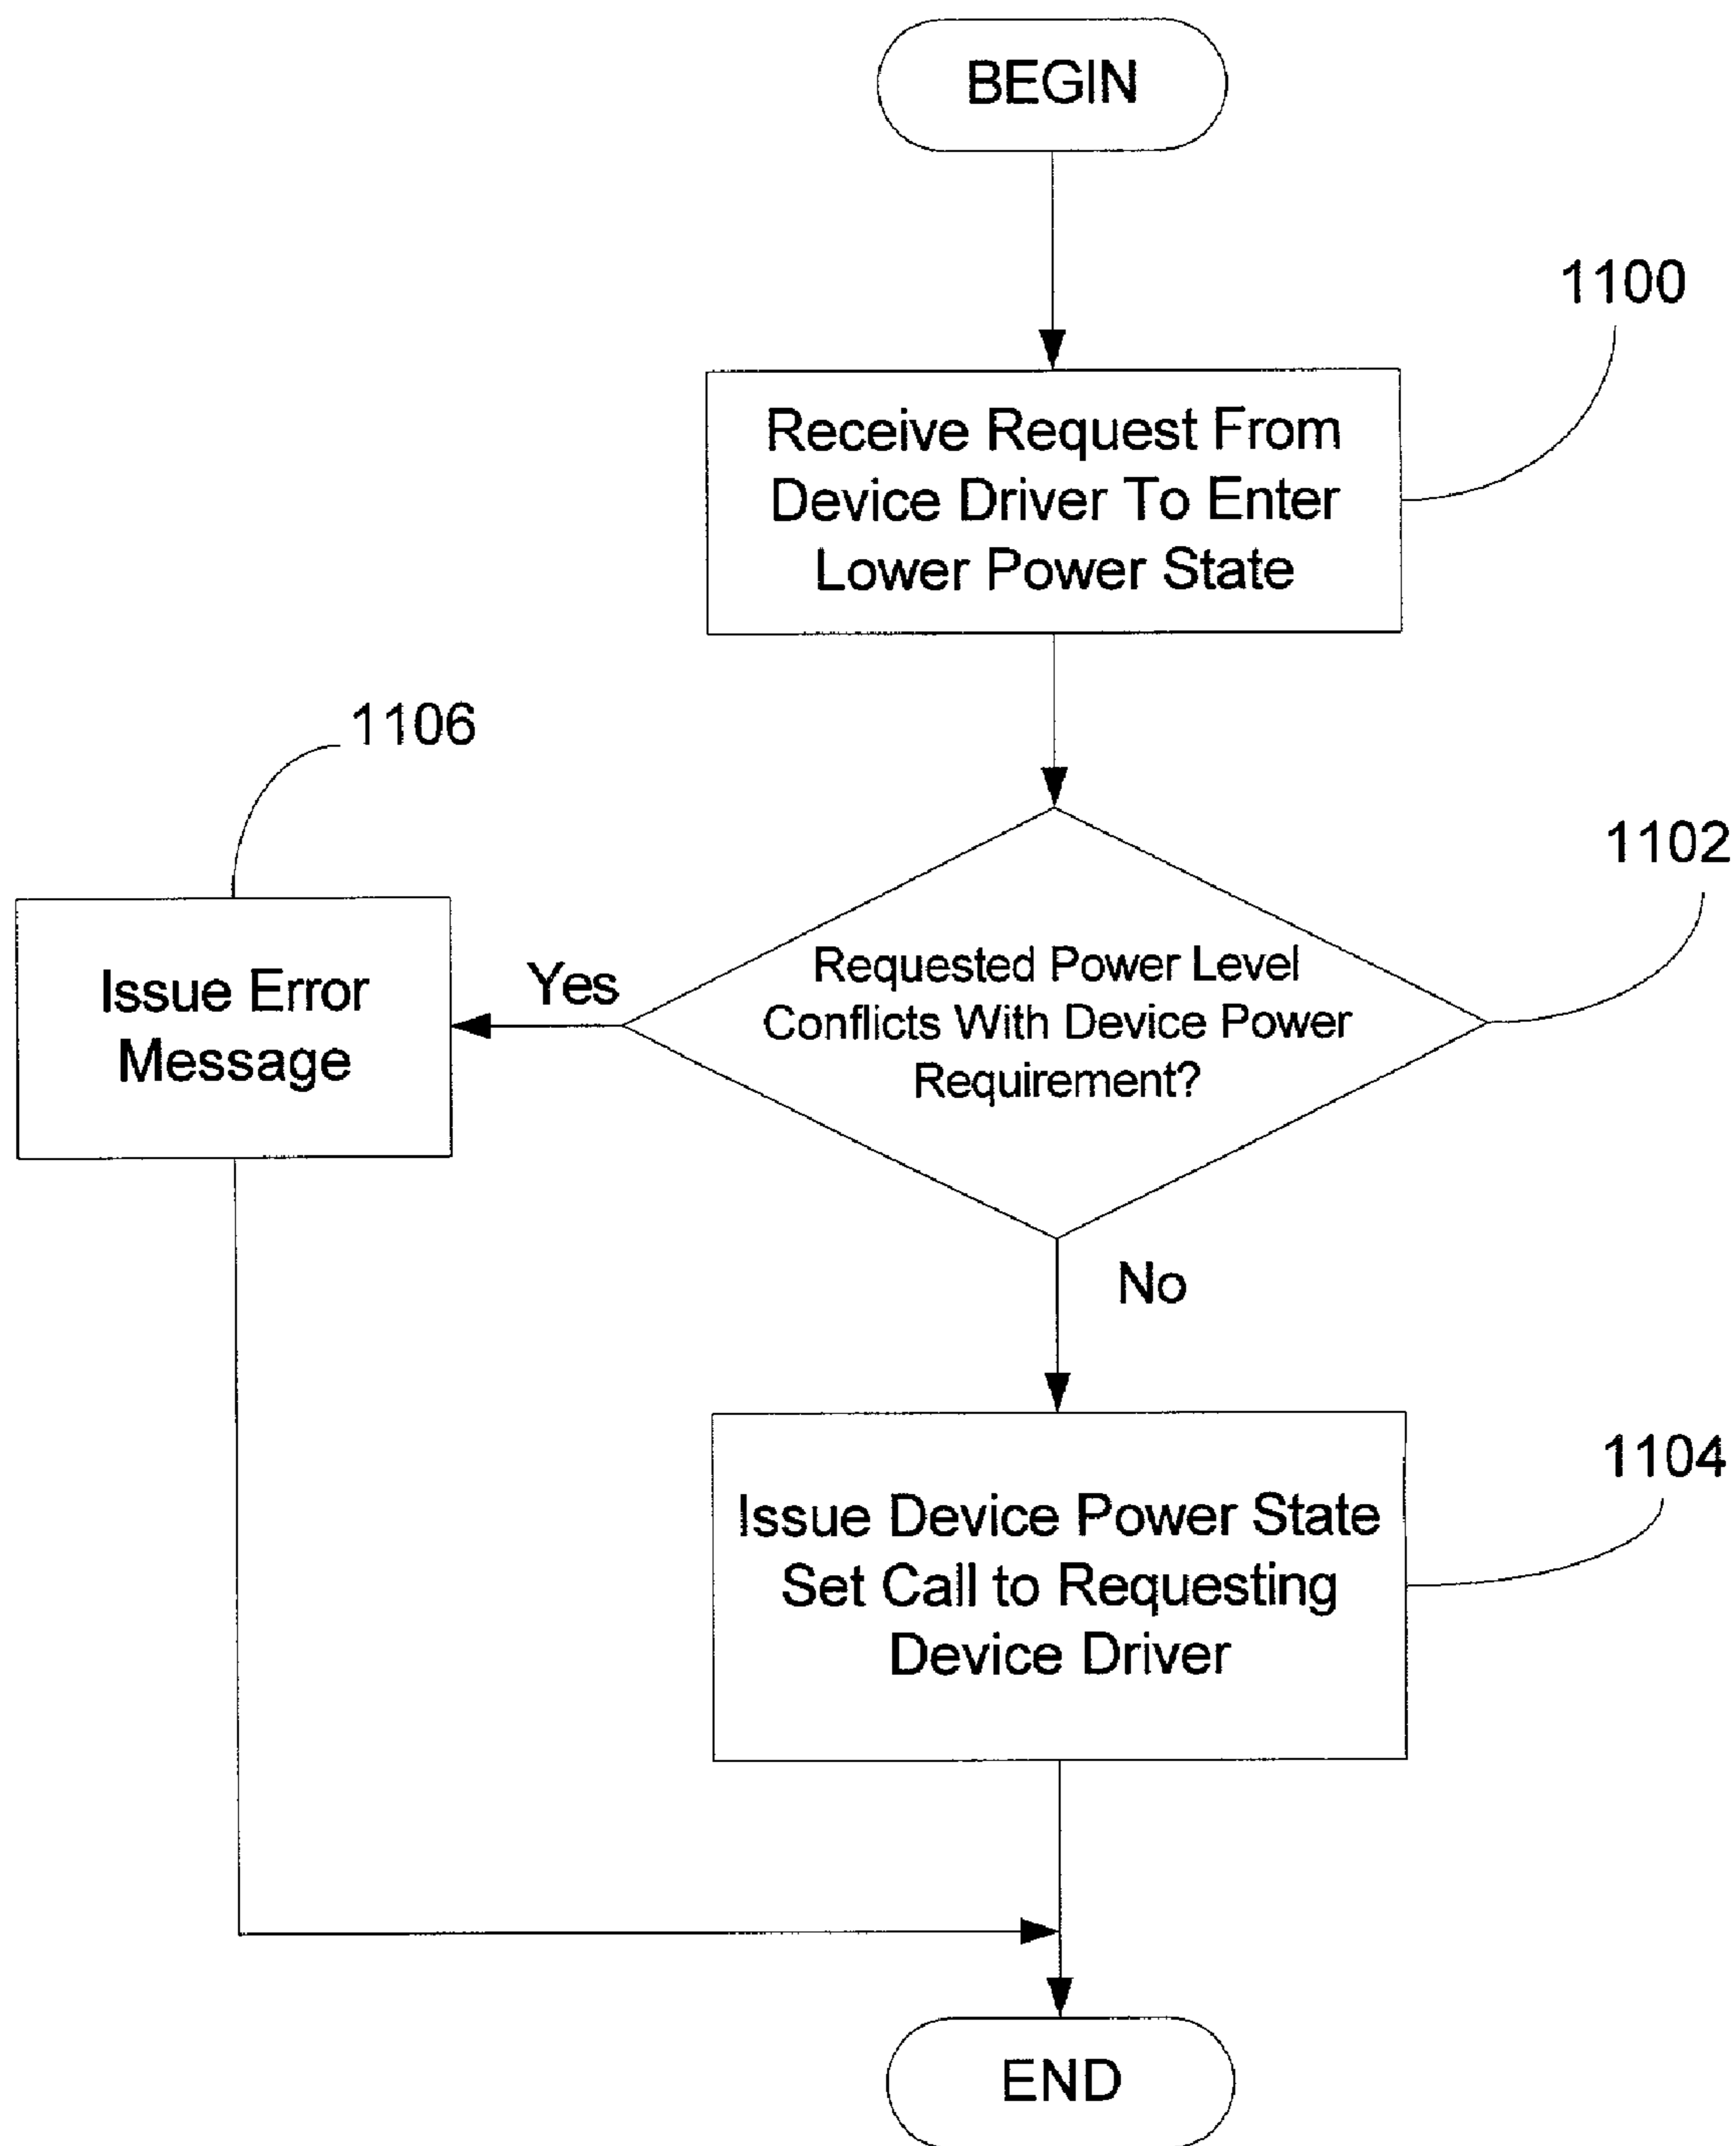 BEGIN
1100
Receive Request From
Device Driver To Enter
Lower Power State
1106
1102
Issue Error
Message
Yes
Requested Power Level
Conflicts With Device Power
Requirement?
No
1104
Issue Device Power State
Set Call to Requesting
Device Driver
END